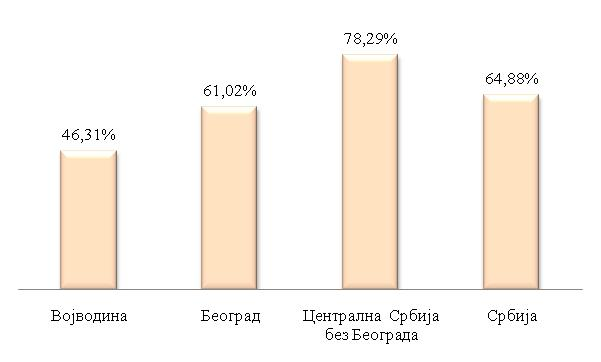 78,29%
64,88%
61,02%
46,31%
Војводина
Београд
Централна Србија
без Београда
Србија